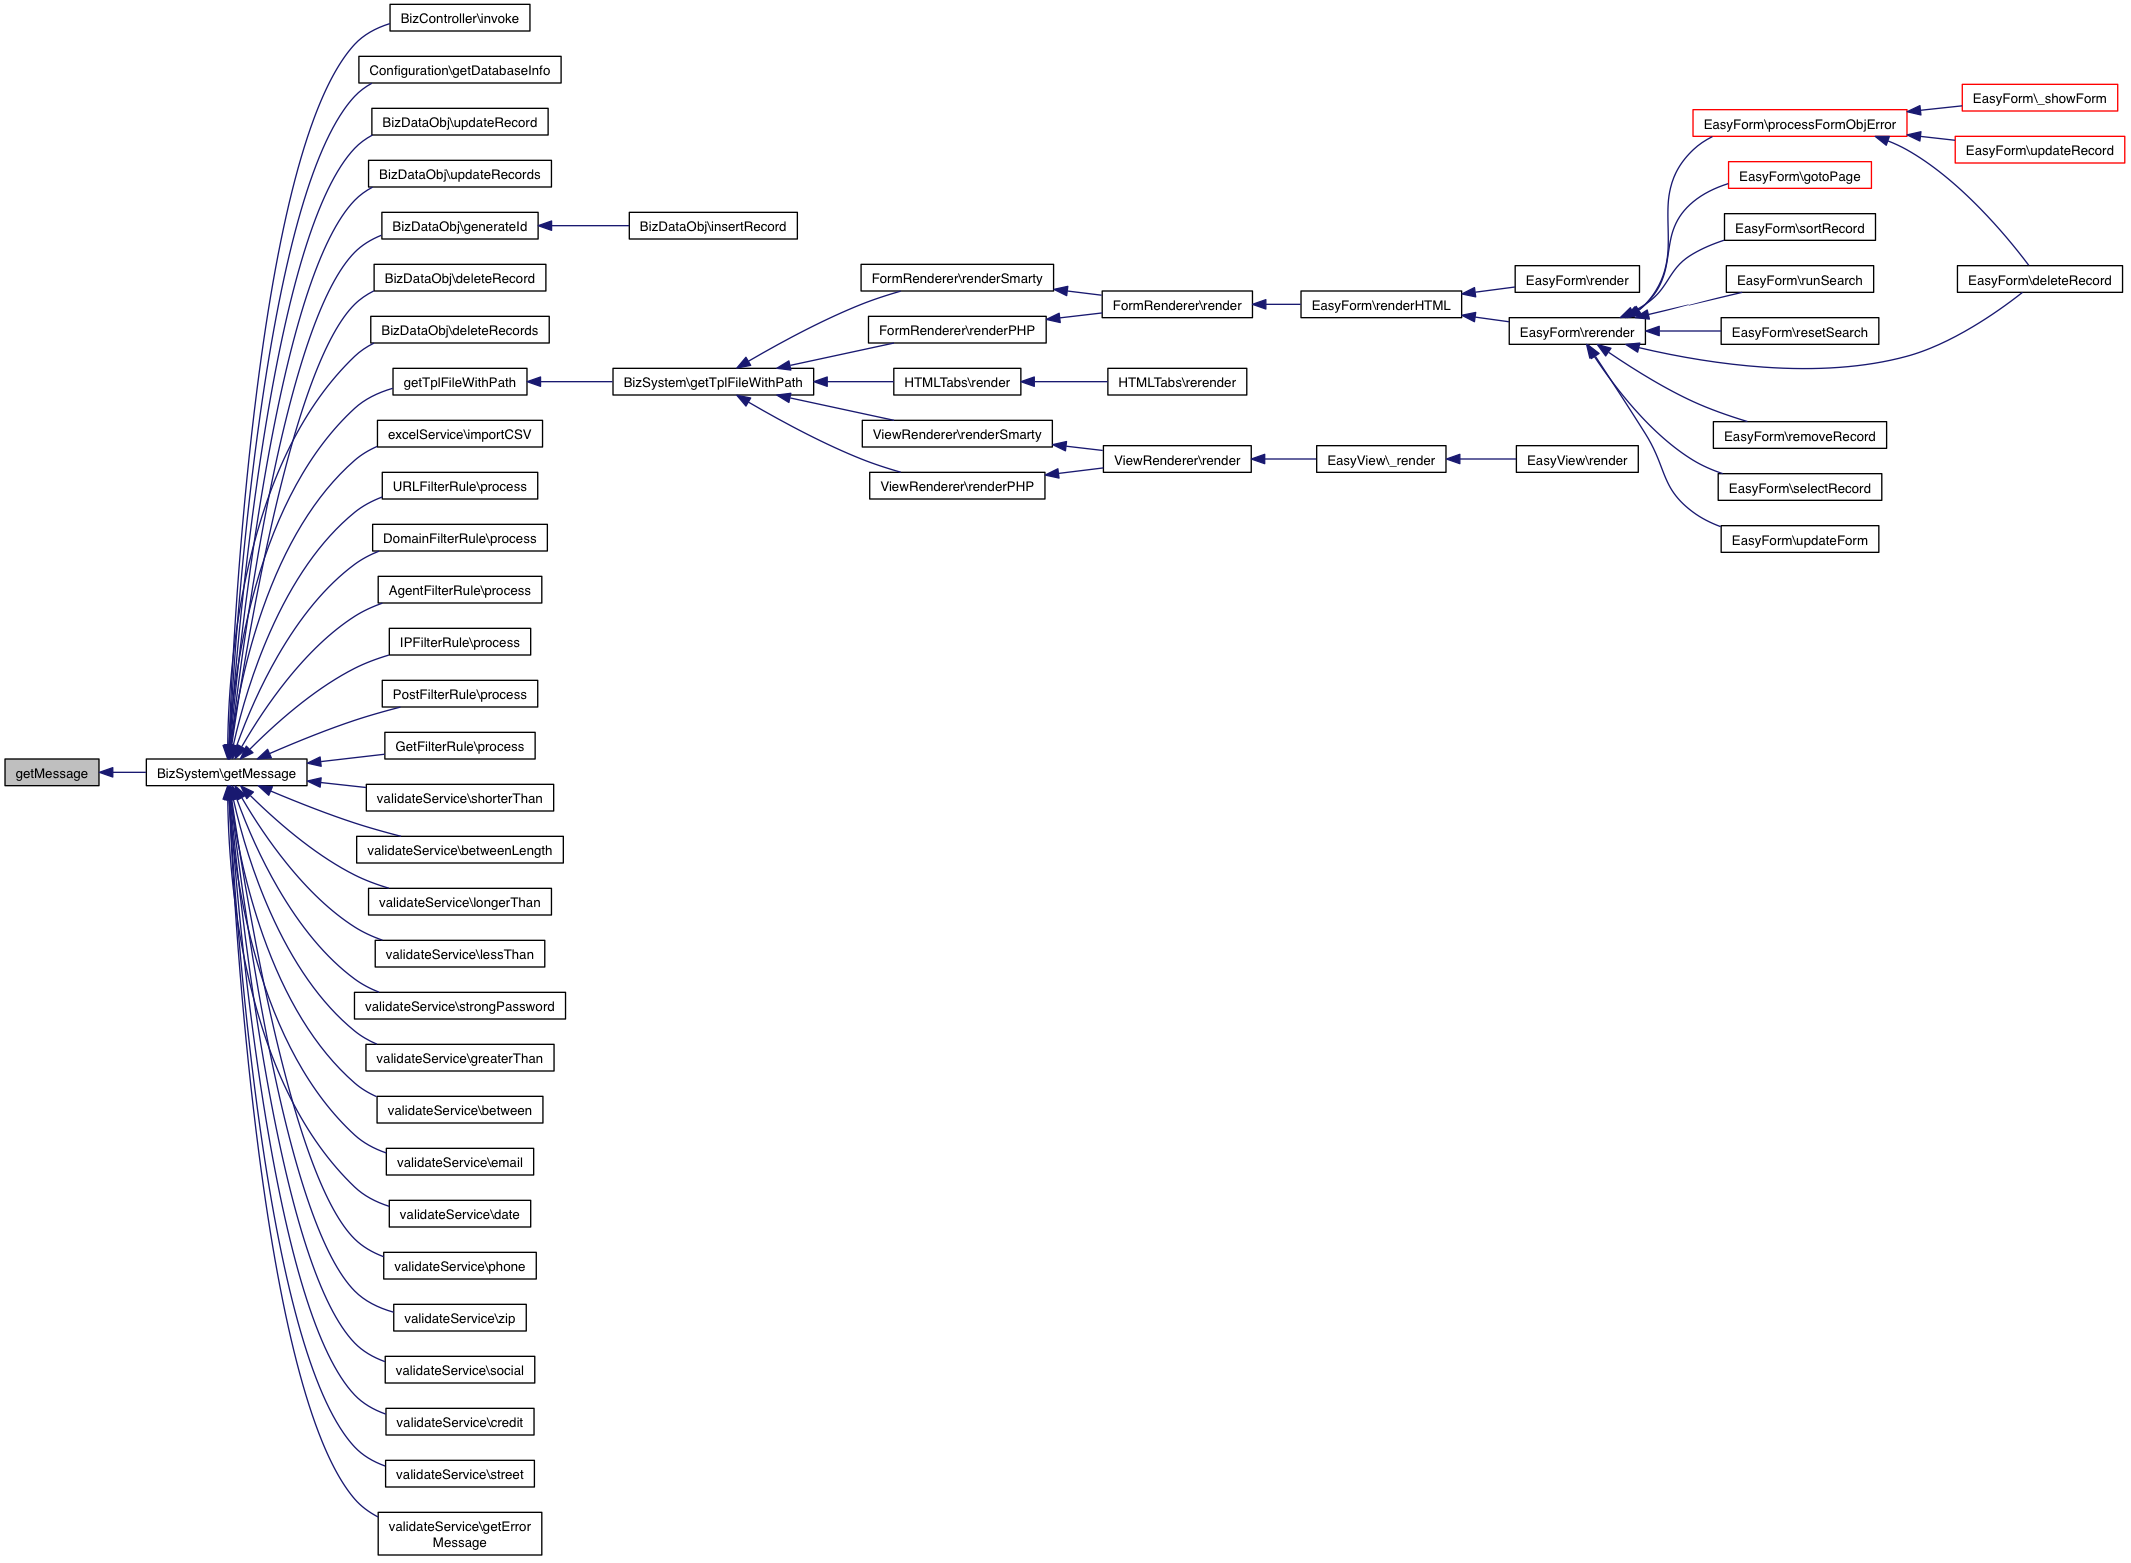 getMessage
BizSystem\getMessage
BizController\invoke
Configuration\getDatabaseInfo
BizDataObj\updateRecord
BizDataObj\updateRecords
BizDataObj\generateId
BizDataObj\deleteRecord
BizDataObj\deleteRecords
getTplFileWithPath
excelService\importCSV
URLFilterRule\process
DomainFilterRule\process
AgentFilterRule\process
IPFilterRule\process
PostFilterRule\process
GetFilterRule\process
validateService\shorterThan
validateService\betweenLength
validateService\longerThan
validateService\lessThan
validateService\strongPassword
validateService\greaterThan
validateService\between
validateService\email
validateService\date
validateService\phone
validateService\zip
validateService\social
validateService\credit
validateService\street
validateService\getError
Message
BizDataObj\insertRecord
BizSystem\getTplFileWithPath
FormRenderer\renderSmarty
FormRenderer\renderPHP
HTMLTabs\render
ViewRenderer\renderSmarty
ViewRenderer\renderPHP
FormRenderer\render
HTMLTabs\rerender
ViewRenderer\render
EasyForm\renderHTML
EasyView\_render
EasyForm\render
EasyForm\rerender
EasyView\render
EasyForm\processFormObjError
EasyForm\gotoPage
EasyForm\sortRecord
EasyForm\runSearch
EasyForm\resetSearch
EasyForm\removeRecord
EasyForm\selectRecord
EasyForm\updateForm
EasyForm\_showForm
EasyForm\updateRecord
EasyForm\deleteRecord